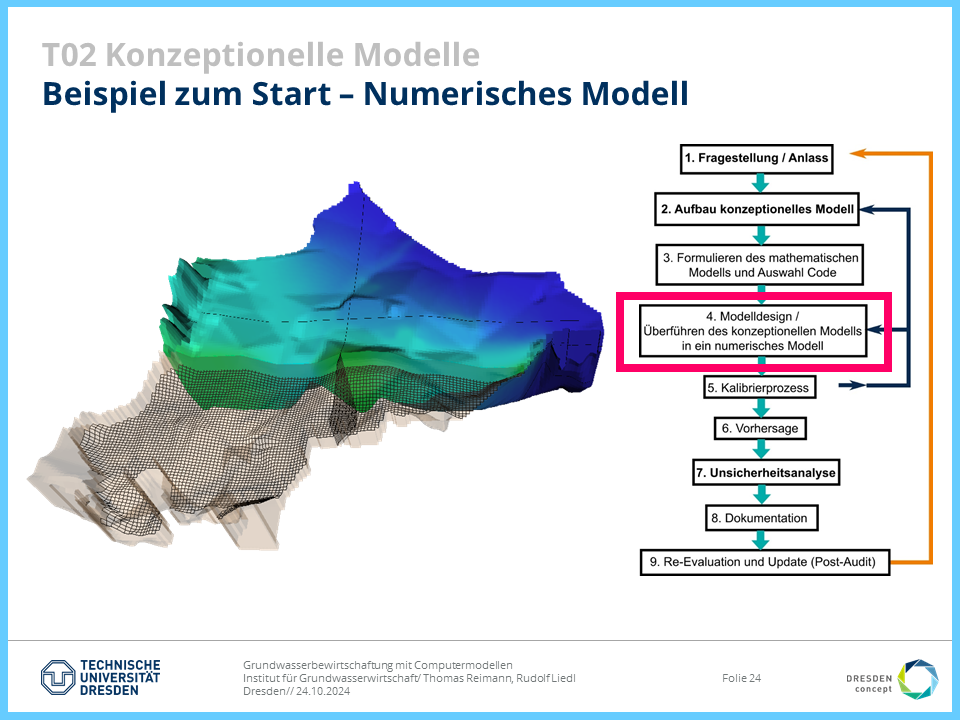 T02 Konzeptionelle Modelle
Beispiel zum Start – Numerisches Modell
1. Fragestellung / Anlass
2. Aufbau konzeptionelles Modell
3. Formulieren des mathematischen
Modells und Auswahl Code
4. Modelldesign /
Überführen des konzeptionellen Modells
in ein numerisches Modell
5. Kalibrierprozess
6. Vorhersage
7. Unsicherheitsanalyse
8. Dokumentation
9. Re-Evaluation und Update (Post-Audit)
TECHNISCHE
UNIVERSITÄT
DRESDEN
Grundwasserbewirtschaftung mit Computermodellen
Institut für Grundwasserwirtschaft/ Thomas Reimann, Rudolf Liedl
Dresden// 24.10.2024
Folie 24
DRESDEN
concept